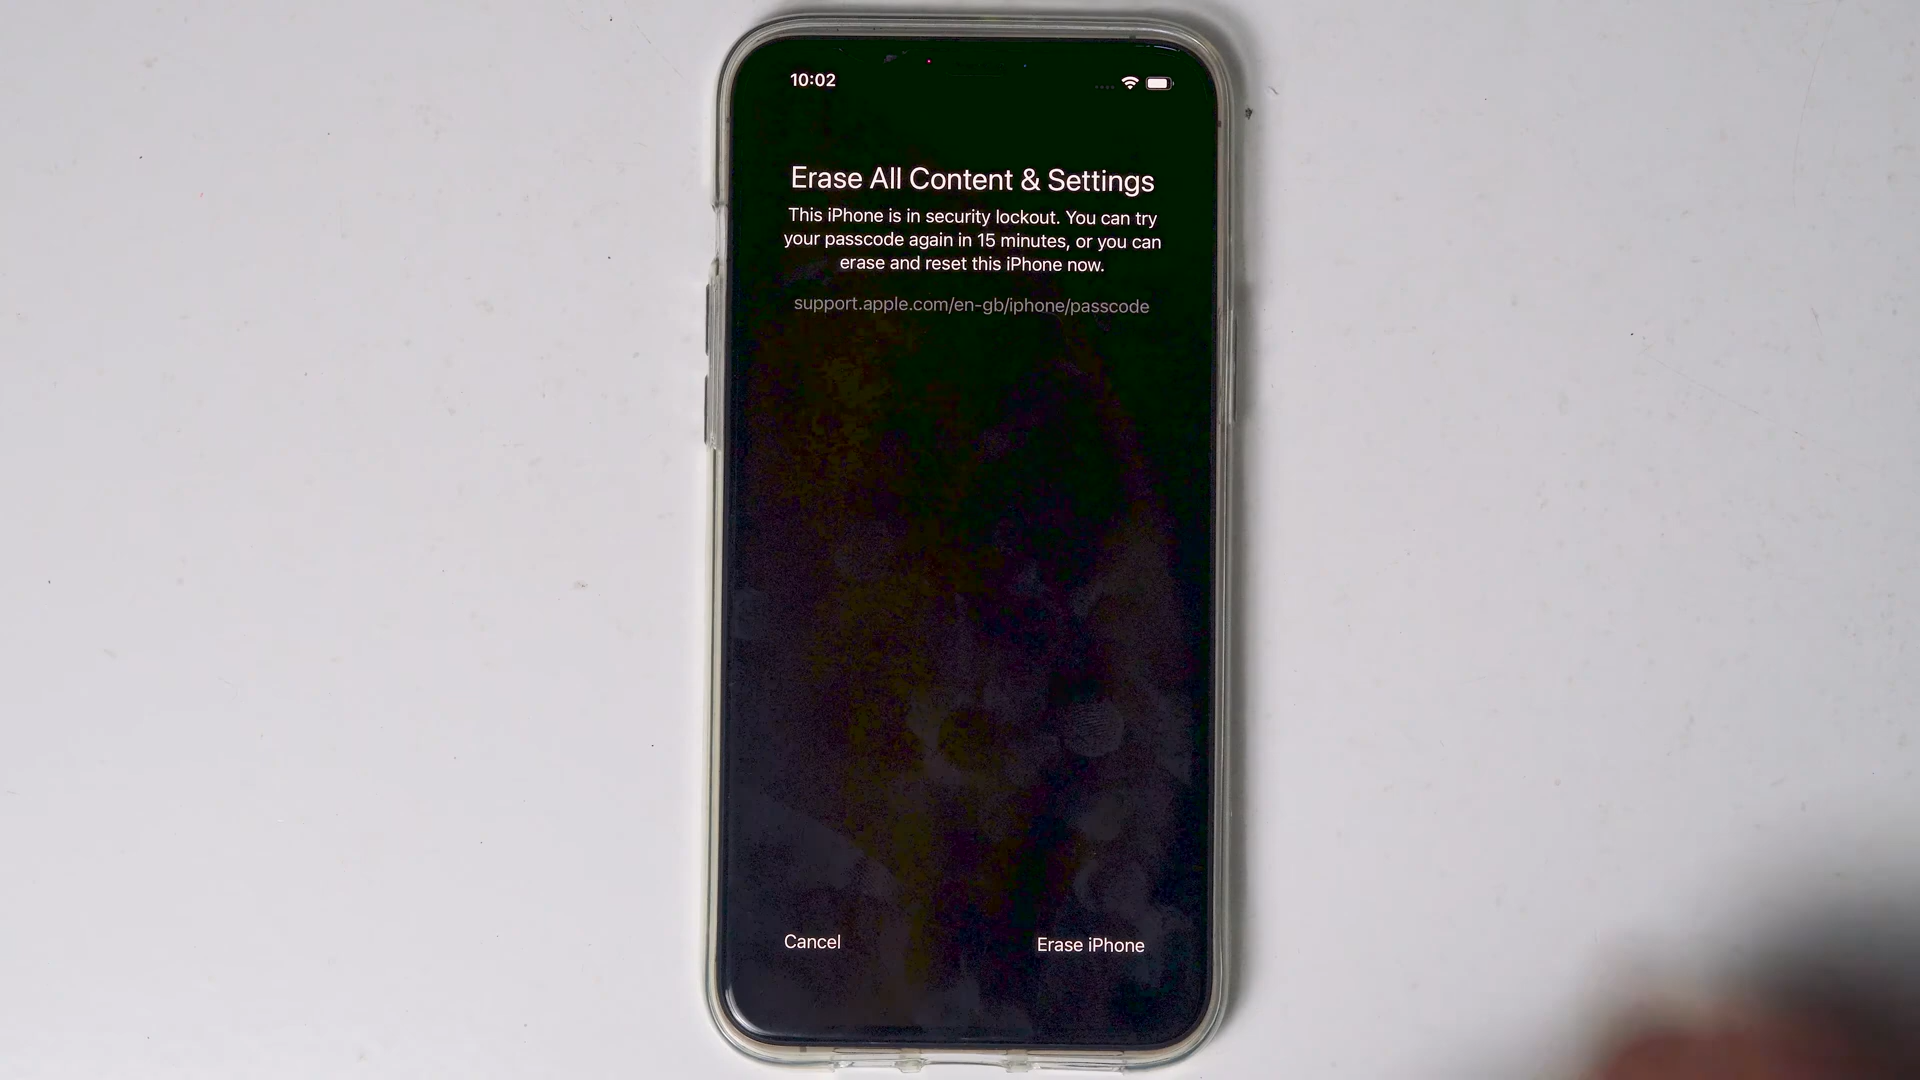 10:02
Erase All Content & Settings
This iPhone is in security lockout. You can try
your passcode again in 15 minutes, or you can
erase and reset this iPhone now.
support.apple.com/en-gb/iphone/passcode
Cancel
Erase iPhone